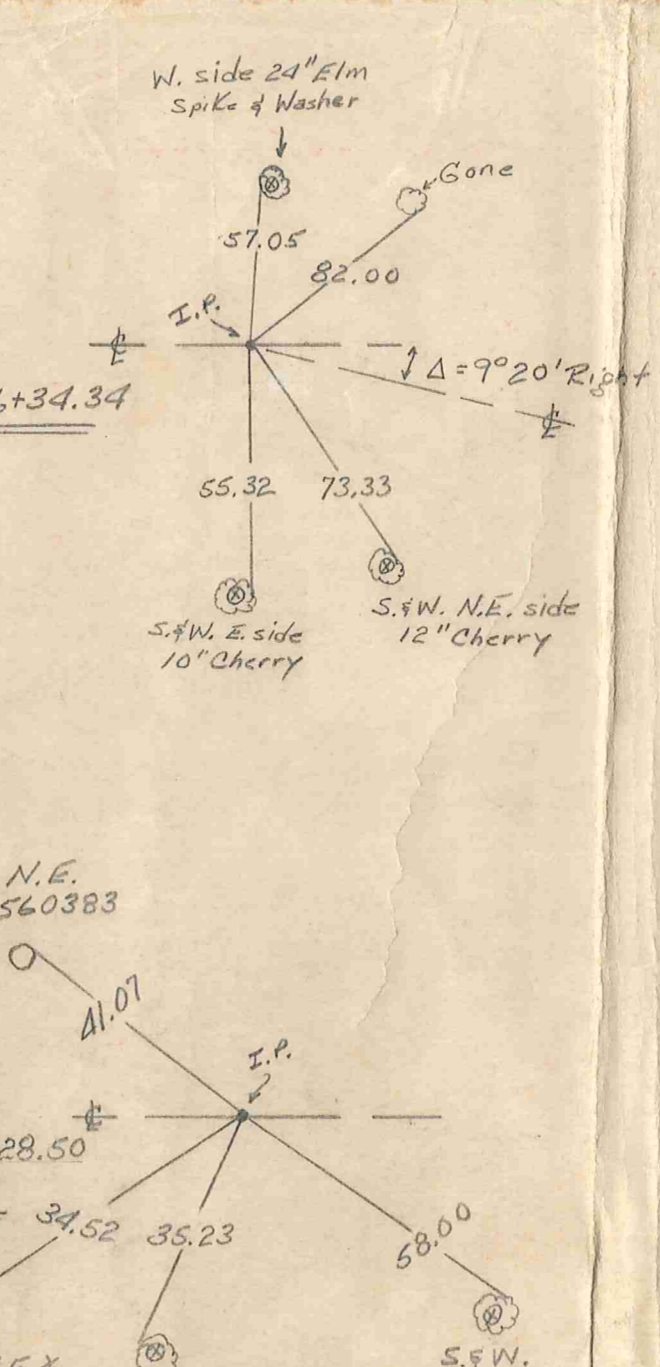 W. side 24" Elm
Spike & Washer
Gone
57.05
82.00
I.P.
℄
Δ = 9°20' Right
+34.34
℄
55.32
73.33
S.&W. E. side
10" Cherry
S.&W. N.E. side
12" Cherry
N.E.
560383
41.07
I.P.
℄
28.50
34.52
35.23
58.00
S.&W.